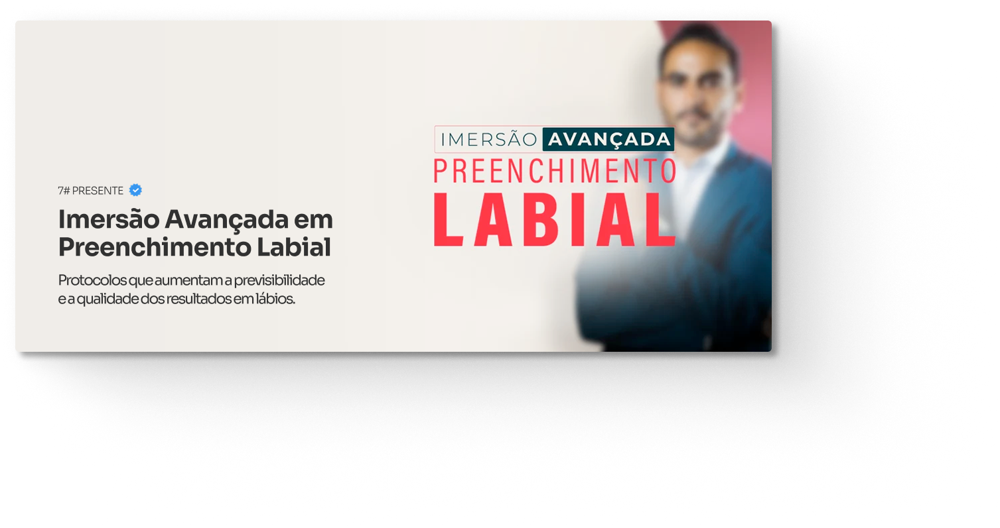 7# PRESENTE
Imersão Avançada em
Preenchimento Labial
Protocolos que aumentam a previsibilidade
e a qualidade dos resultados em lábios.
IMERSÃO AVANÇADA
PREENCHIMENTO
LABIAL